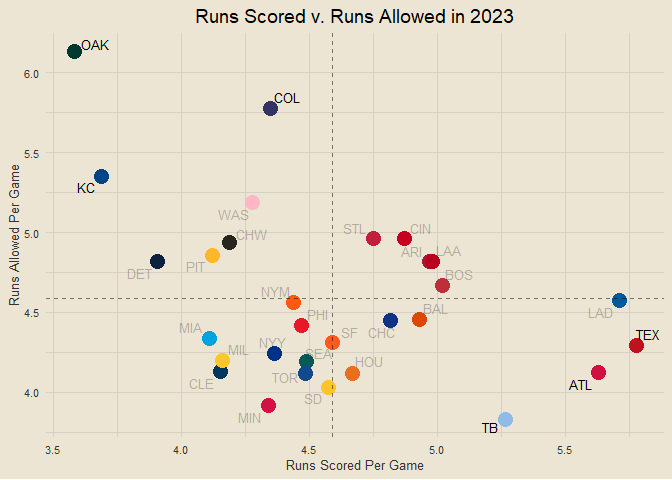 Runs Scored v. Runs Allowed in 2023
OAK
6.0
COL
5.5
KC
WAS
STL
CIN
CHW
5.0
ARI
LAA
PIT
DET
BOS
NYM
LAD
BAL
PHI
4.5
MIA
SF
CHC
TEX
NYY
MIL
SEA
HOU
TOR
CLE
ATL
4.0
SD
MIN
TB
3.5
4.0
4.5
5.0
5.5
Runs Scored Per Game
Runs Allowed Per Game